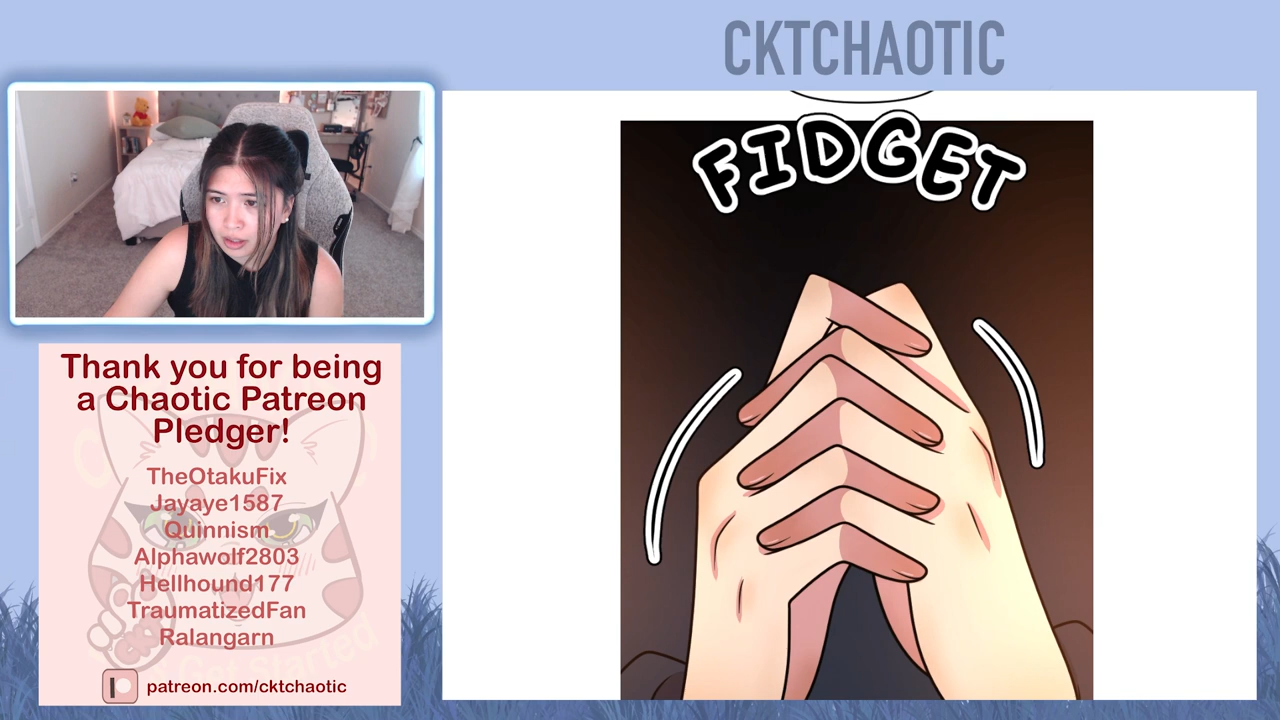 CKTCHAOTIC
FIDGET
Thank you for being
a Chaotic Patreon
Pledger!
TheOtakuFix
Jayaye1587
Quinnism
Alphawolf2803
Hellhound177
TraumatizedFan
Ralangarn
patreon.com/cktchaotic